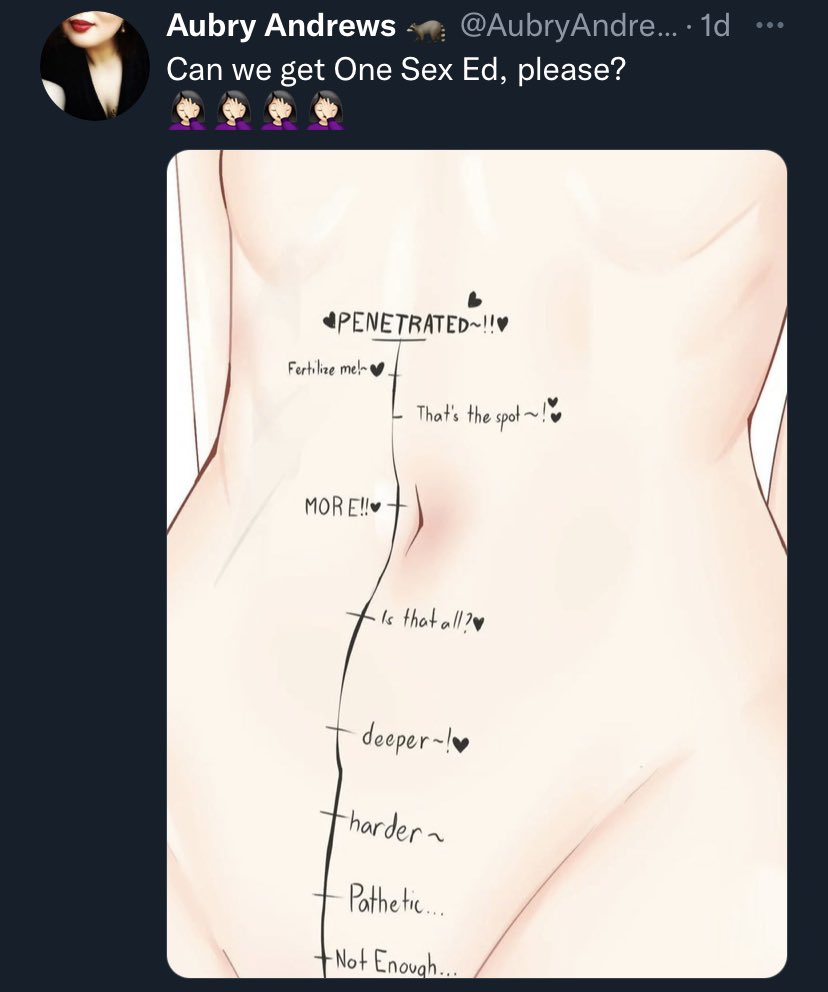 Aubry Andrews 🦡 @AubryAndre... · 1d
Can we get One Sex Ed, please?
🤦🏻‍♀️🤦🏻‍♀️🤦🏻‍♀️🤦🏻‍♀️
♥PENETRATED~!!♥
Fertilize me!~♥
That's the spot~!♥
MORE!!♥
Is that all?♥
deeper~!♥
harder~
Pathetic...
Not Enough...